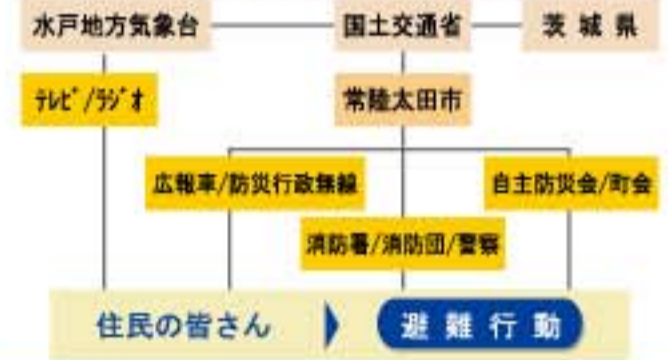 水戸地方気象台 国土交通省 茨城県
ﾃﾚﾋﾞ/ﾗｼﾞｵ 常陸太田市
広報車/防災行政無線 自主防災会/町会
消防署/消防団/警察
住民の皆さん 避難行動